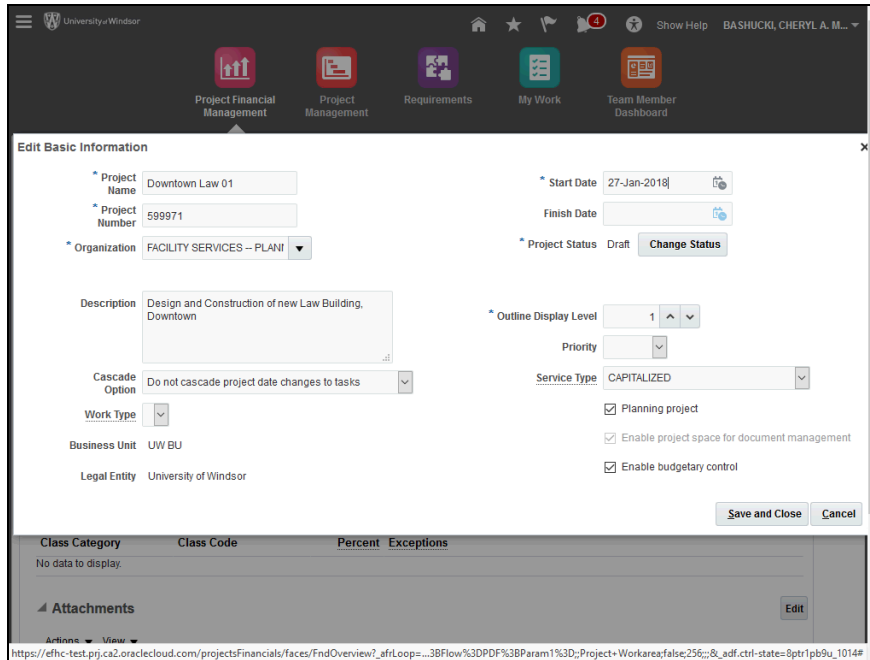 University of Windsor
4
Show Help
BASHUCKI, CHERYL A. M...
Project Financial
Management
Project
Management
Requirements
My Work
Team Member
Dashboard
Edit Basic Information
* Project
Name
Downtown Law 01
* Project
Number
599971
* Organization
FACILITY SERVICES -- PLANI
* Start Date
27-Jan-2018
Finish Date
* Project Status
Draft
Change Status
Description
Design and Construction of new Law Building,
Downtown
* Outline Display Level
1
Priority
Cascade
Option
Do not cascade project date changes to tasks
Service Type
CAPITALIZED
Work Type
Planning project
Business Unit
UW BU
Enable project space for document management
Legal Entity
University of Windsor
Enable budgetary control
Save and Close
Cancel
Class Category
Class Code
Percent
Exceptions
No data to display.
Attachments
Edit
Actions
View
https://efhc-test.prj.ca2.oraclecloud.com/projectsFinancials/faces/FndOverview?_afrLoop=...3BFlow%3DPDF%3BParam1%3D;;Project+Workarea;false;256;;;&_adf.ctrl-state=8ptr1pb9u_1014#